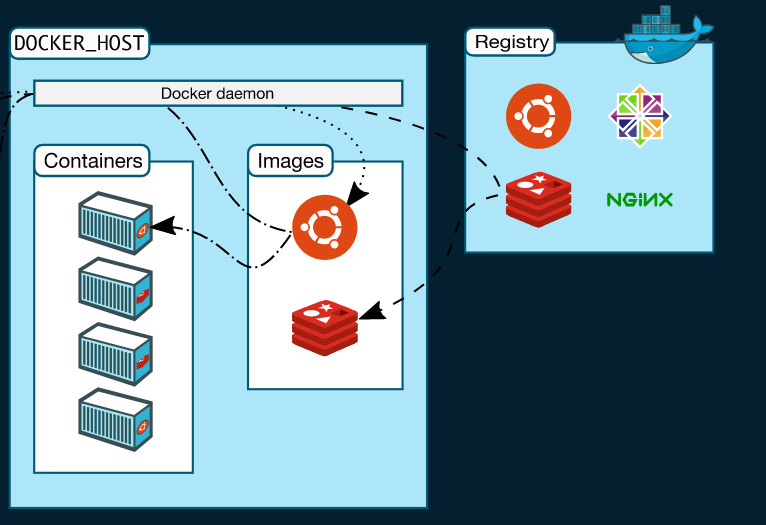 DOCKER_HOST
Registry
Docker daemon
Containers
Images
NGiNX